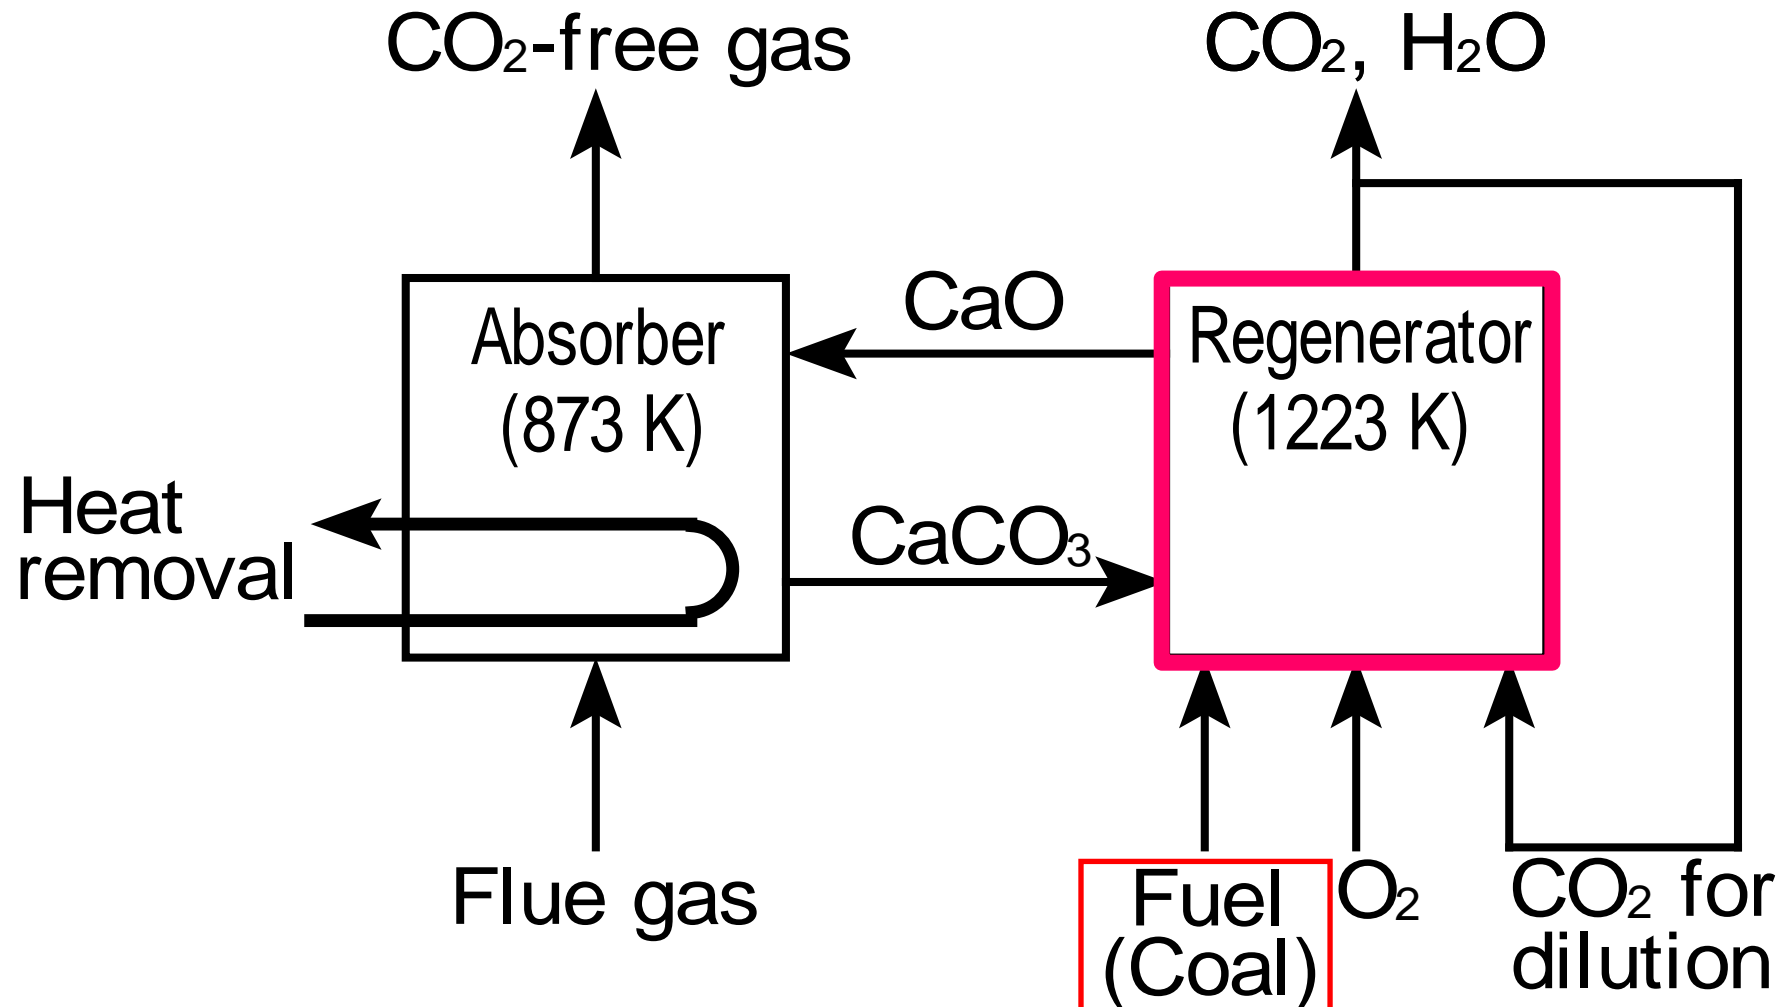 CO₂-free gas
CO₂, H₂O
Absorber
(873 K)
CaO
Regenerator
(1223 K)
Heat
removal
CaCO₃
Flue gas
Fuel
(Coal)
O₂
CO₂ for
dilution